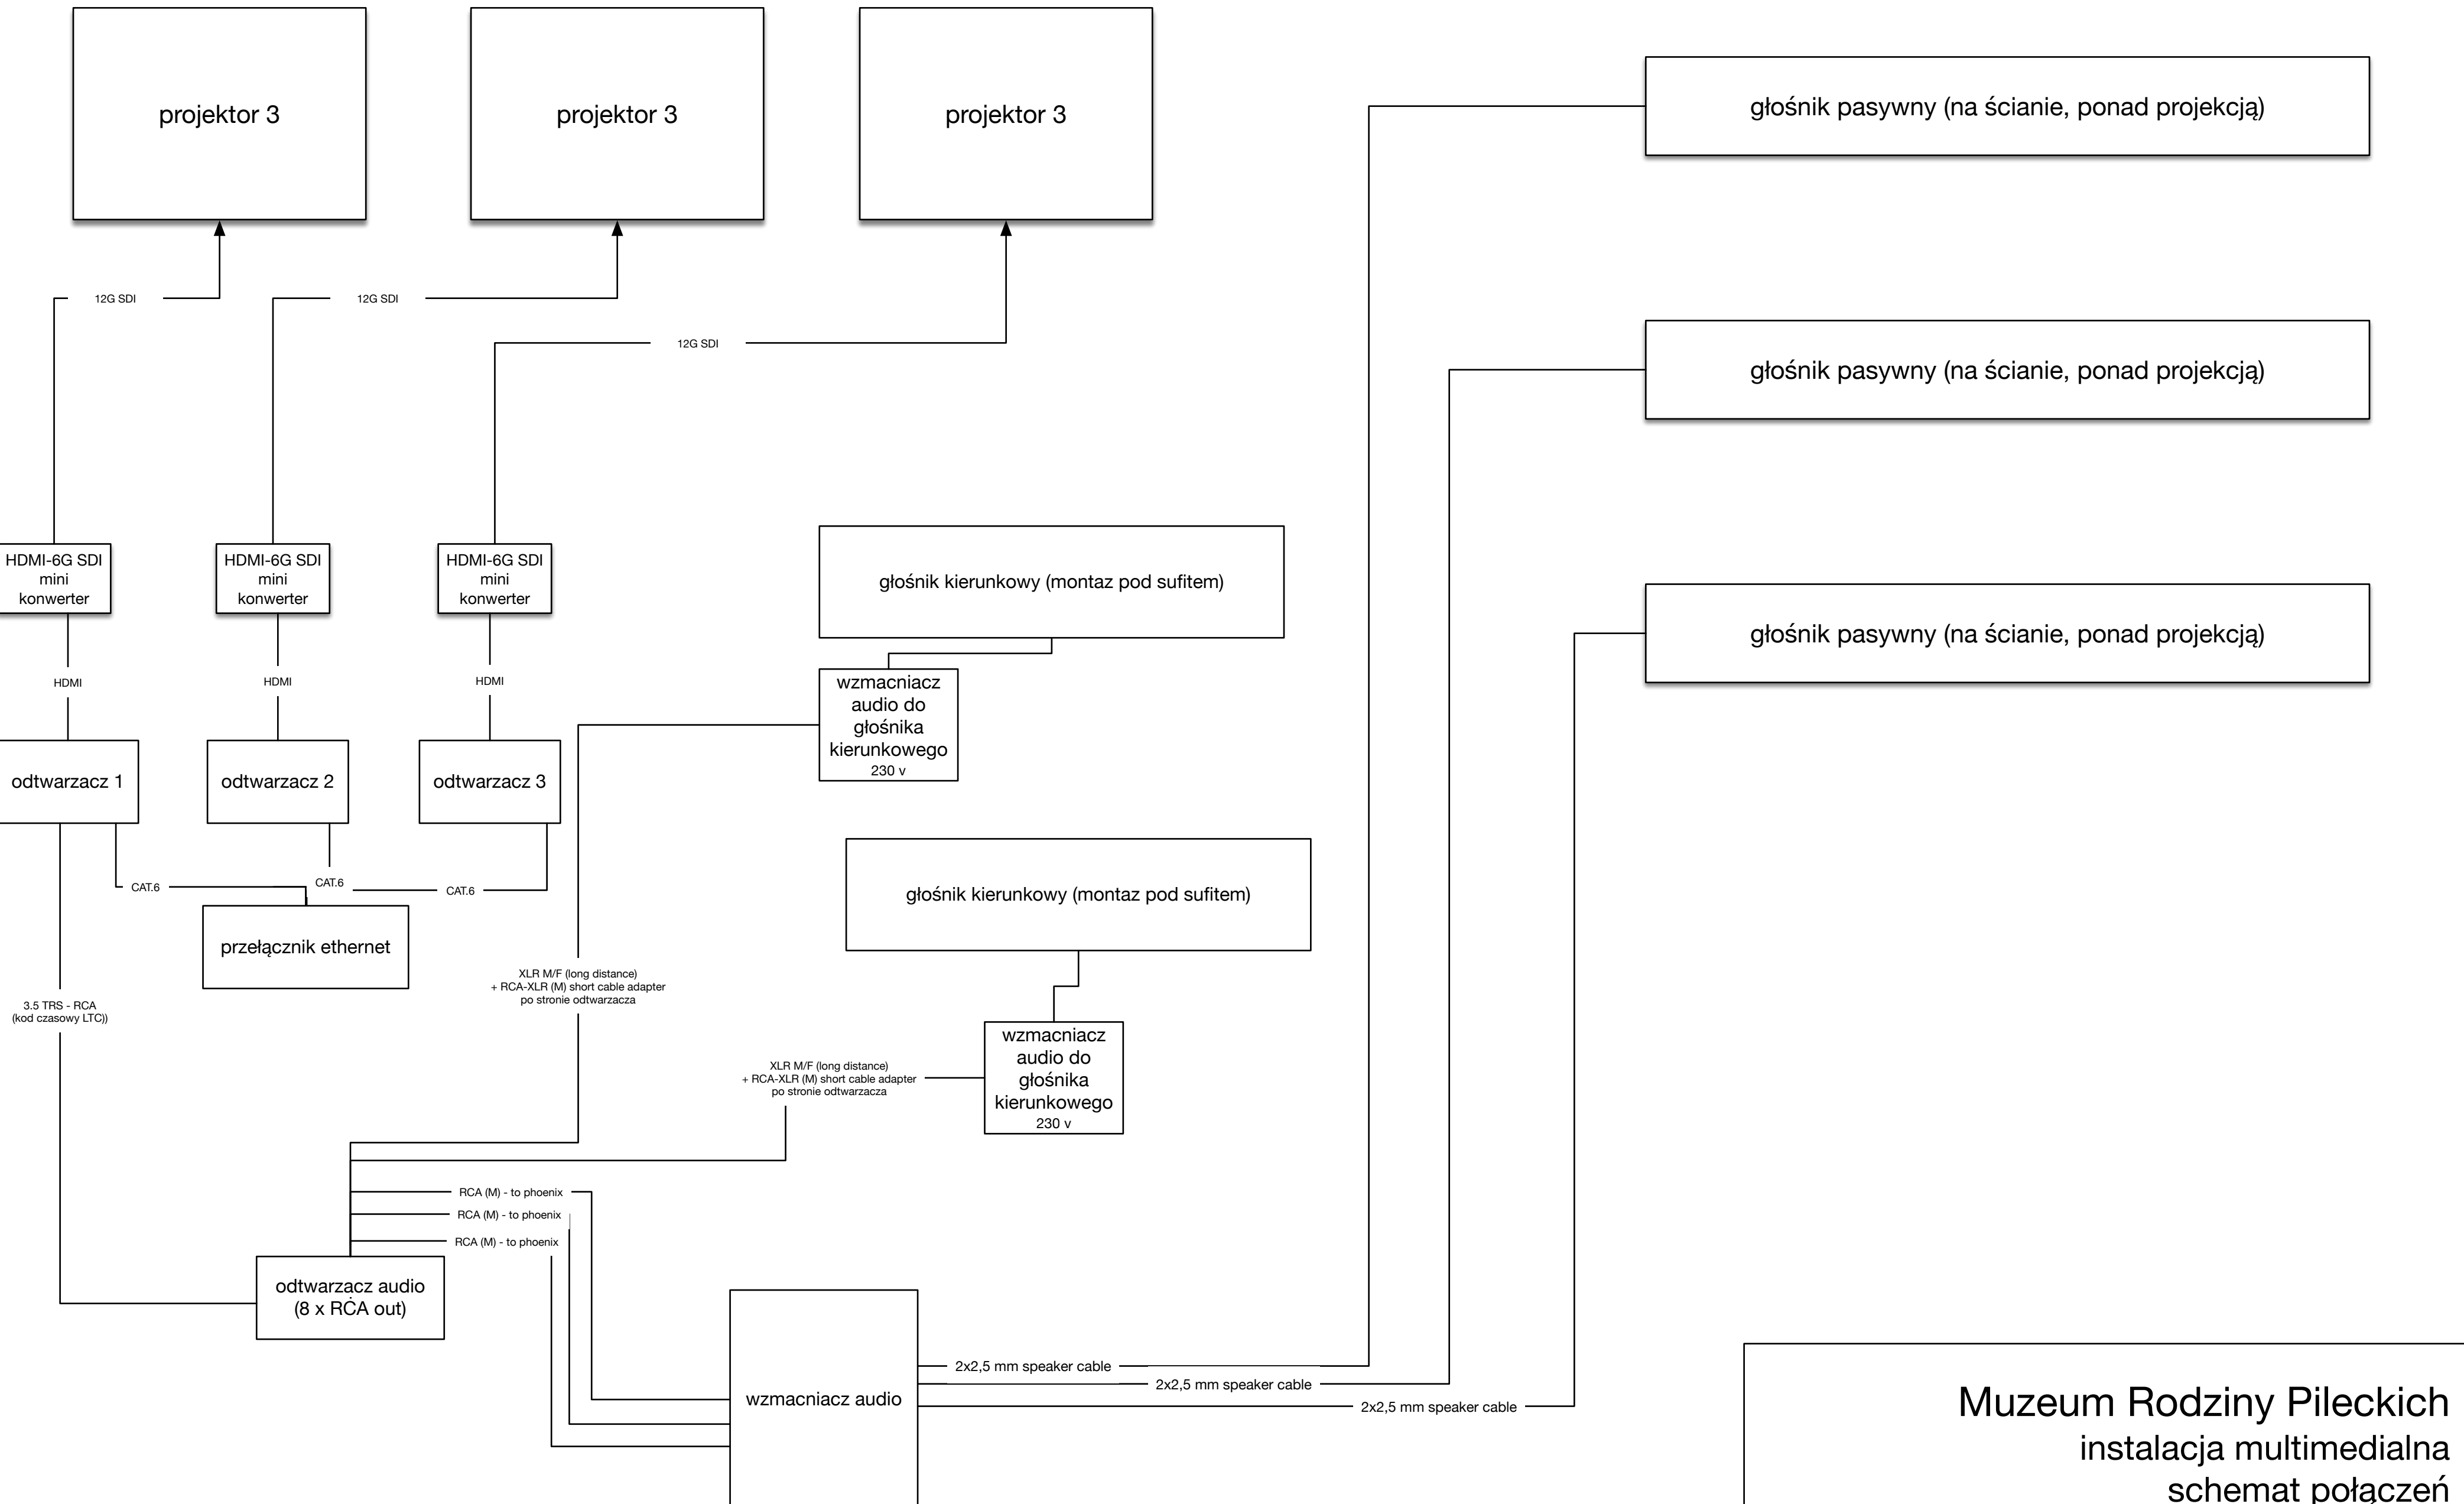 projektor 3
projektor 3
projektor 3
głośnik pasywny (na ścianie, ponad projekcją)
12G SDI
12G SDI
12G SDI
głośnik pasywny (na ścianie, ponad projekcją)
HDMI-6G SDI
mini
konwerter
HDMI-6G SDI
mini
konwerter
HDMI-6G SDI
mini
konwerter
głośnik kierunkowy (montaz pod sufitem)
głośnik pasywny (na ścianie, ponad projekcją)
HDMI
HDMI
HDMI
wzmacniacz
audio do
głośnika
kierunkowego
230 v
odtwarzacz 1
odtwarzacz 2
odtwarzacz 3
CAT.6
CAT.6
CAT.6
głośnik kierunkowy (montaz pod sufitem)
przełącznik ethernet
XLR M/F (long distance)
+ RCA-XLR (M) short cable adapter
po stronie odtwarzacza
3.5 TRS - RCA
(kod czasowy LTC))
wzmacniacz
audio do
głośnika
kierunkowego
230 v
XLR M/F (long distance)
+ RCA-XLR (M) short cable adapter
po stronie odtwarzacza
RCA (M) - to phoenix
RCA (M) - to phoenix
RCA (M) - to phoenix
odtwarzacz audio
(8 x RĊA out)
wzmacniacz audio
2x2,5 mm speaker cable
2x2,5 mm speaker cable
2x2,5 mm speaker cable
Muzeum Rodziny Pileckich
instalacja multimedialna
schemat połączeń